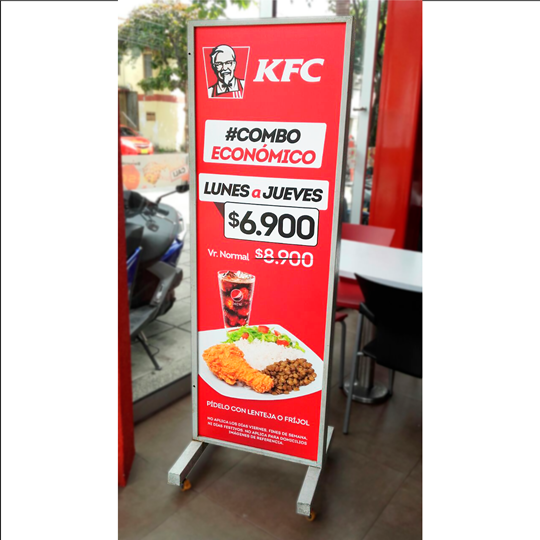 KFC
#COMBO
ECONÓMICO
LUNES a JUEVES
$6.900
Vr. Normal $8.900
pepsi
PÍDELO CON LENTEJA O FRÍJOL
NO APLICA LOS DÍAS VIERNES, FINES DE SEMANA,
NI DÍAS FESTIVOS. NO APLICA PARA DOMICILIOS
IMÁGENES DE REFERENCIA.